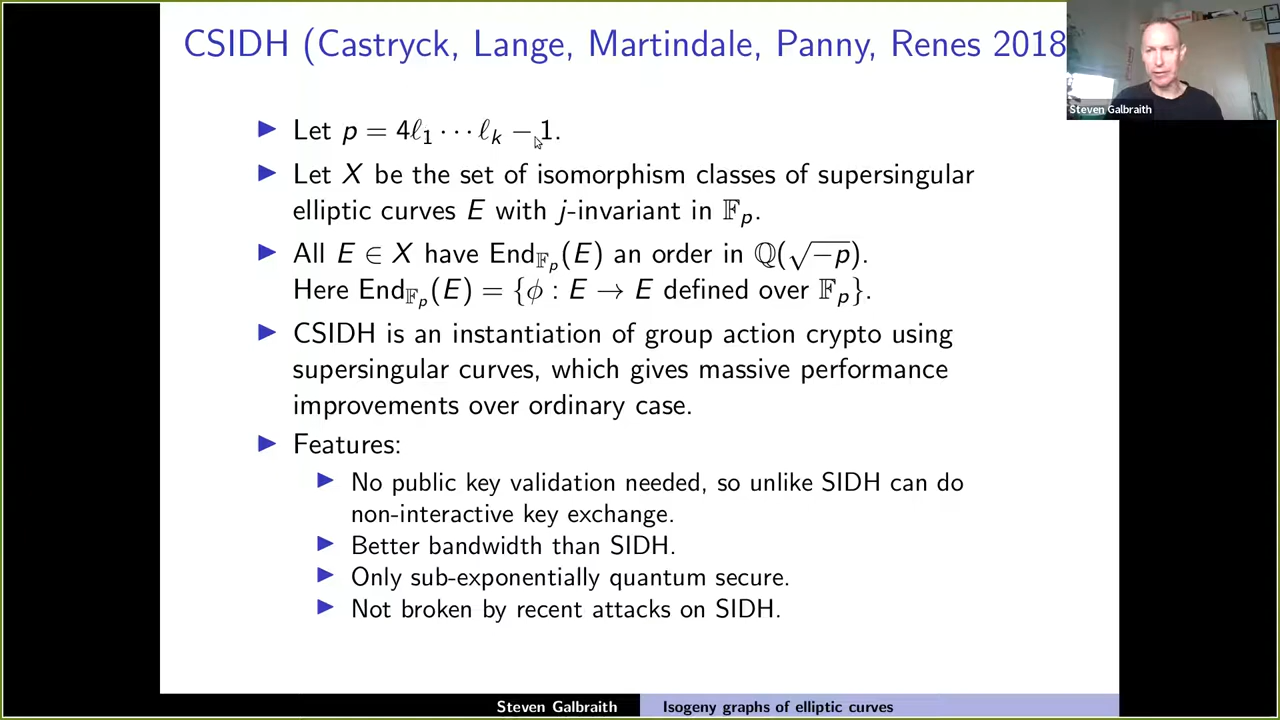 CSIDH (Castryck, Lange, Martindale, Panny, Renes 2018
Steven Galbraith
▶ Let p = 4ℓ₁ ⋯ ℓₖ − 1.
▶ Let X be the set of isomorphism classes of supersingular
elliptic curves E with j-invariant in 𝔽ₚ.
▶ All E ∈ X have End_{𝔽ₚ}(E) an order in ℚ(√−p).
Here End_{𝔽ₚ}(E) = {ϕ : E → E defined over 𝔽ₚ}.
▶ CSIDH is an instantiation of group action crypto using
supersingular curves, which gives massive performance
improvements over ordinary case.
▶ Features:
▶ No public key validation needed, so unlike SIDH can do
non-interactive key exchange.
▶ Better bandwidth than SIDH.
▶ Only sub-exponentially quantum secure.
▶ Not broken by recent attacks on SIDH.
Steven Galbraith Isogeny graphs of elliptic curves